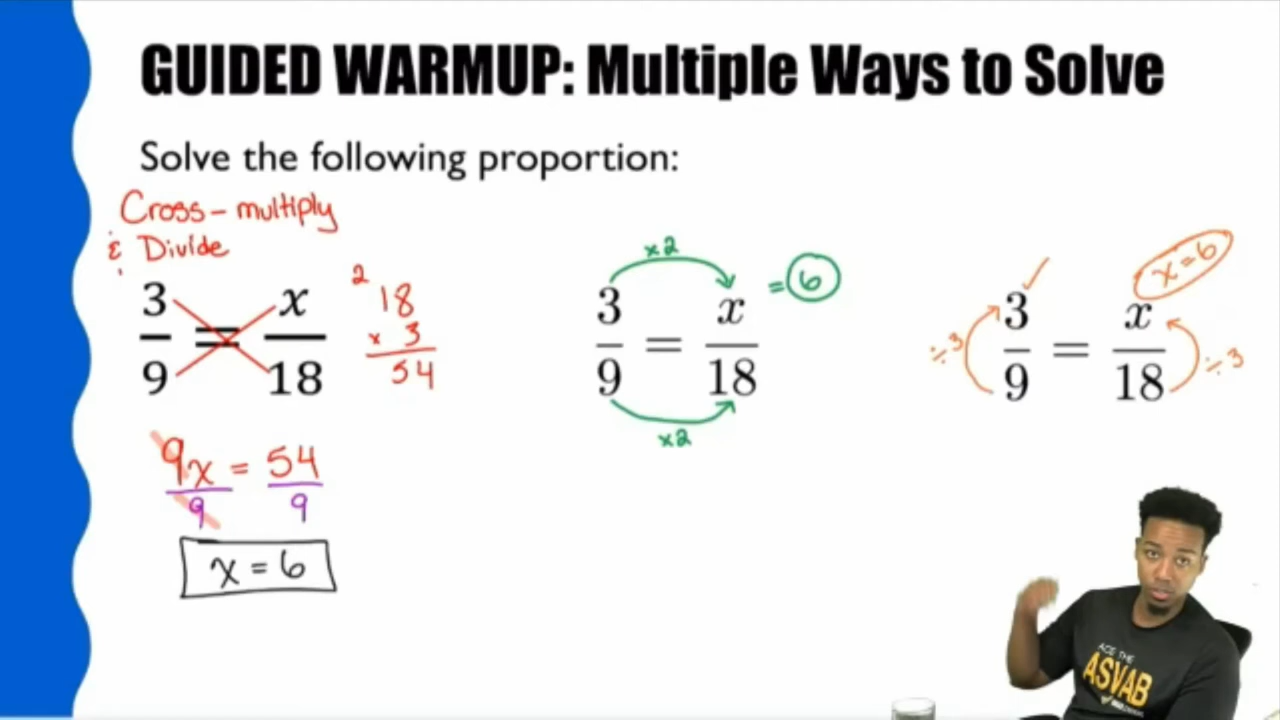 GUIDED WARMUP: Multiple Ways to Solve
Solve the following proportion:
Cross-multiply
& Divide
3/9 = x/18
2
18
x 3
54
9x = 54
9 9
x = 6
x2
3/9 = x/18
= 6
x2
x = 6
÷3
3/9 = x/18
÷3
ACE THE
ASVAB